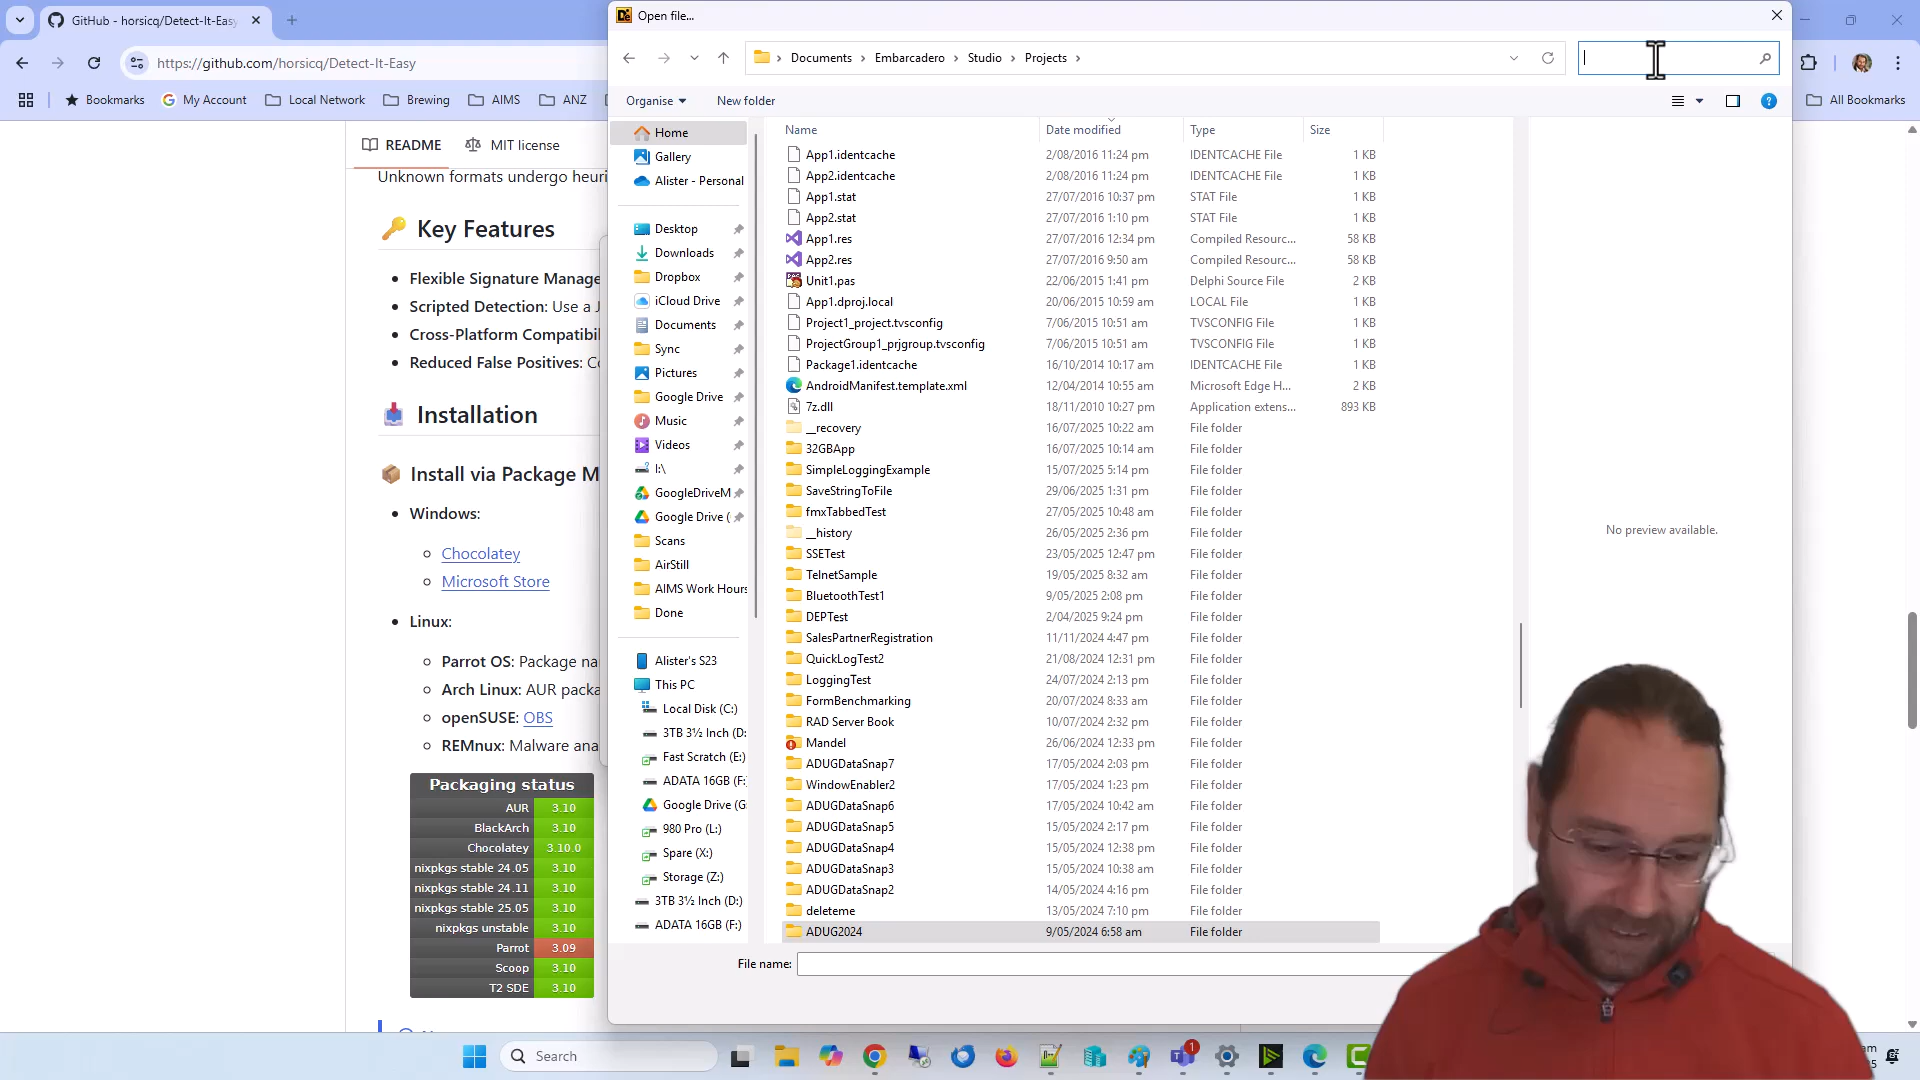 GitHub - horsicq/Detect-It-Easy
https://github.com/horsicq/Detect-It-Easy
Bookmarks
My Account
Local Network
Brewing
AIMS
ANZ
All Bookmarks
README
MIT license
Unknown formats undergo heuri
🔑 Key Features
Flexible Signature Manage
Scripted Detection: Use a J
Cross-Platform Compatibil
Reduced False Positives: Co
📥 Installation
📦 Install via Package M
Windows:
Chocolatey
Microsoft Store
Linux:
Parrot OS: Package na
Arch Linux: AUR packa
openSUSE: OBS
REMnux: Malware ana
Packaging status
AUR 3.10
BlackArch 3.10
Chocolatey 3.10.0
nixpkgs stable 24.05 3.10
nixpkgs stable 24.11 3.10
nixpkgs stable 25.05 3.10
nixpkgs unstable 3.10
Parrot 3.09
Scoop 3.10
T2 SDE 3.10
Open file...
Documents > Embarcadero > Studio > Projects >
Organise
New folder
Home
Gallery
Alister - Personal
Desktop
Downloads
Dropbox
iCloud Drive
Documents
Sync
Pictures
Google Drive
Music
Videos
I:\
GoogleDriveM
Google Drive (
Scans
AirStill
AIMS Work Hours
Done
Alister's S23
This PC
Local Disk (C:)
3TB 3½ Inch (D:
Fast Scratch (E:)
ADATA 16GB (F:
Google Drive (G
980 Pro (L:)
Spare (X:)
Storage (Z:)
3TB 3½ Inch (D:)
ADATA 16GB (F:)
Name Date modified Type Size
App1.identcache 2/08/2016 11:24 pm IDENTCACHE File 1 KB
App2.identcache 2/08/2016 11:24 pm IDENTCACHE File 1 KB
App1.stat 27/07/2016 10:37 pm STAT File 1 KB
App2.stat 27/07/2016 1:10 pm STAT File 1 KB
App1.res 27/07/2016 12:34 pm Compiled Resourc... 58 KB
App2.res 27/07/2016 9:50 am Compiled Resourc... 58 KB
Unit1.pas 22/06/2015 1:41 pm Delphi Source File 2 KB
App1.dproj.local 20/06/2015 10:59 am LOCAL File 1 KB
Project1_project.tvsconfig 7/06/2015 10:51 am TVSCONFIG File 1 KB
ProjectGroup1_prjgroup.tvsconfig 7/06/2015 10:51 am TVSCONFIG File 1 KB
Package1.identcache 16/10/2014 10:17 am IDENTCACHE File 1 KB
AndroidManifest.template.xml 12/04/2014 10:55 am Microsoft Edge H... 2 KB
7z.dll 18/11/2010 10:27 pm Application extens... 893 KB
__recovery 16/07/2025 10:22 am File folder
32GBApp 16/07/2025 10:14 am File folder
SimpleLoggingExample 15/07/2025 5:14 pm File folder
SaveStringToFile 29/06/2025 1:31 pm File folder
fmxTabbedTest 27/05/2025 10:48 am File folder
__history 26/05/2025 2:36 pm File folder
SSETest 23/05/2025 12:47 pm File folder
TelnetSample 19/05/2025 8:32 am File folder
BluetoothTest1 9/05/2025 2:08 pm File folder
DEPTest 2/04/2025 9:24 pm File folder
SalesPartnerRegistration 11/11/2024 4:47 pm File folder
QuickLogTest2 21/08/2024 12:31 pm File folder
LoggingTest 24/07/2024 2:13 pm File folder
FormBenchmarking 20/07/2024 8:33 am File folder
RAD Server Book 10/07/2024 2:32 pm File folder
Mandel 26/06/2024 12:33 pm File folder
ADUGDataSnap7 17/05/2024 2:03 pm File folder
WindowEnabler2 17/05/2024 1:23 pm File folder
ADUGDataSnap6 17/05/2024 10:42 am File folder
ADUGDataSnap5 15/05/2024 2:17 pm File folder
ADUGDataSnap4 15/05/2024 12:38 pm File folder
ADUGDataSnap3 15/05/2024 10:38 am File folder
ADUGDataSnap2 14/05/2024 4:16 pm File folder
deleteme 13/05/2024 7:10 pm File folder
ADUG2024 9/05/2024 6:58 am File folder
No preview available.
File name:
Search
1